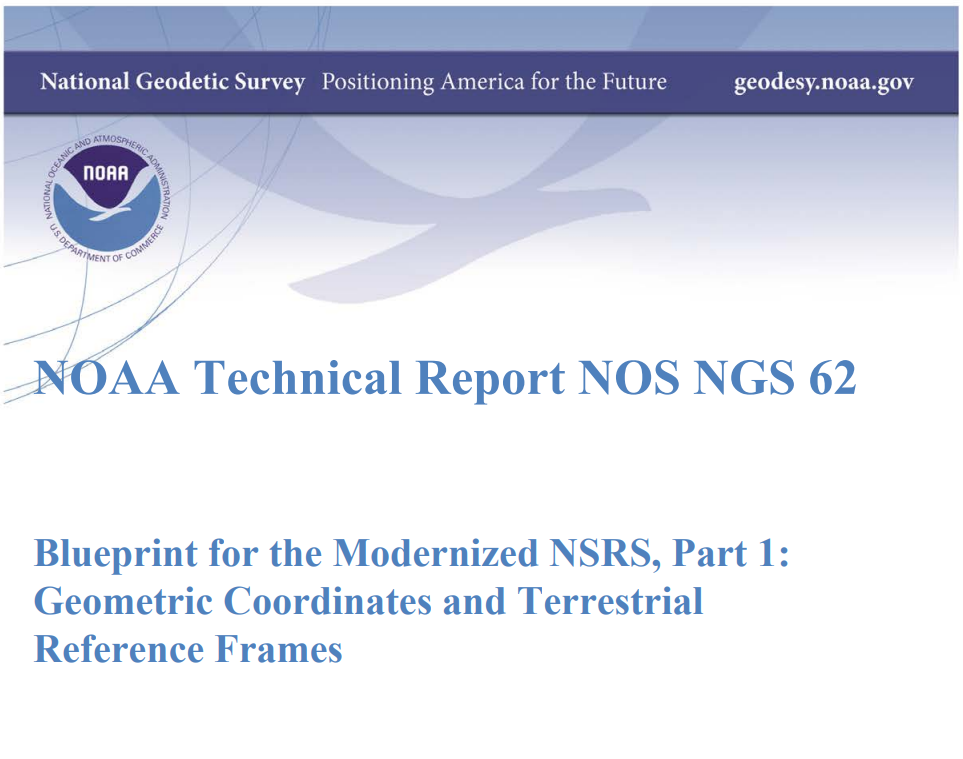 National Geodetic Survey Positioning America for the Future geodesy.noaa.gov
NATIONAL OCEANIC AND ATMOSPHERIC ADMINISTRATION
NOAA
U.S. DEPARTMENT OF COMMERCE
NOAA Technical Report NOS NGS 62
Blueprint for the Modernized NSRS, Part 1:
Geometric Coordinates and Terrestrial
Reference Frames